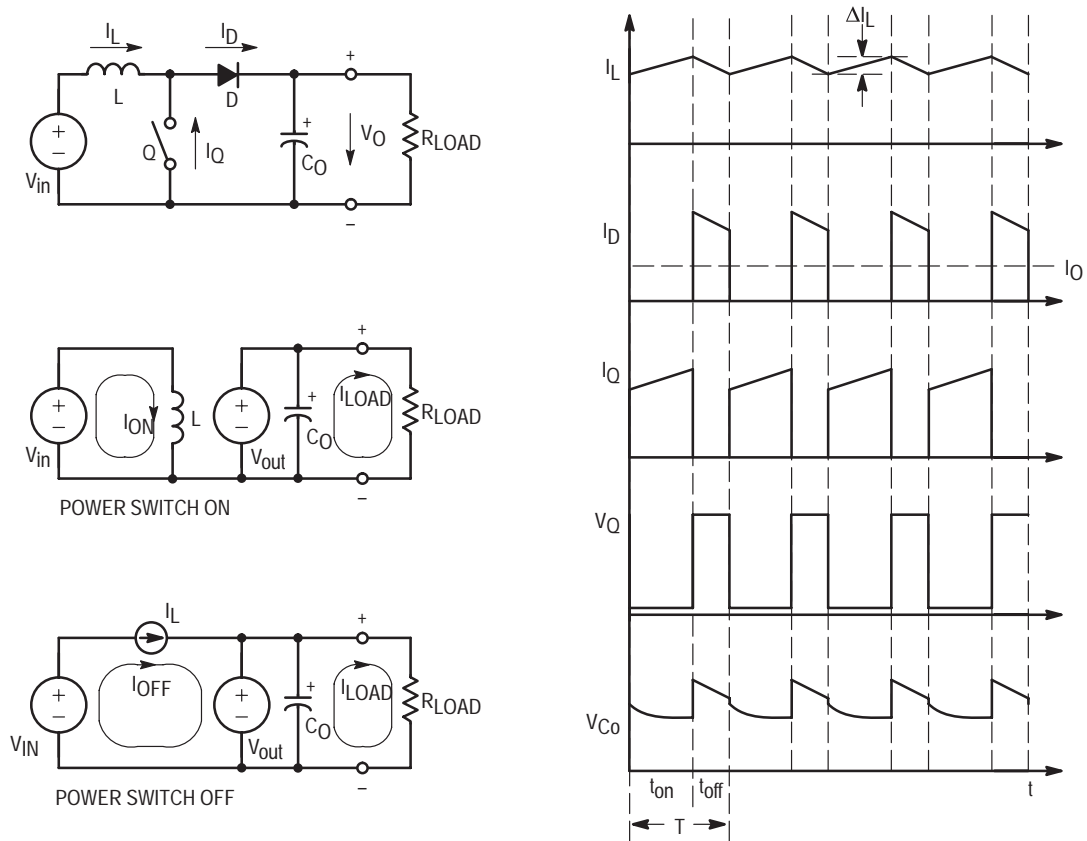 I_L
I_D
+
L
D
Q
I_Q
+
C_O
V_O
R_LOAD
+
−
V_in
−
+
I_ON
L
+
C_O
I_LOAD
R_LOAD
+
−
V_in
+
−
V_out
−
POWER SWITCH ON
I_L
+
I_OFF
+
C_O
I_LOAD
R_LOAD
+
−
V_IN
+
−
V_out
−
POWER SWITCH OFF
ΔI_L
I_L
I_D
I_O
I_Q
V_Q
V_Co
t_on
t_off
t
T